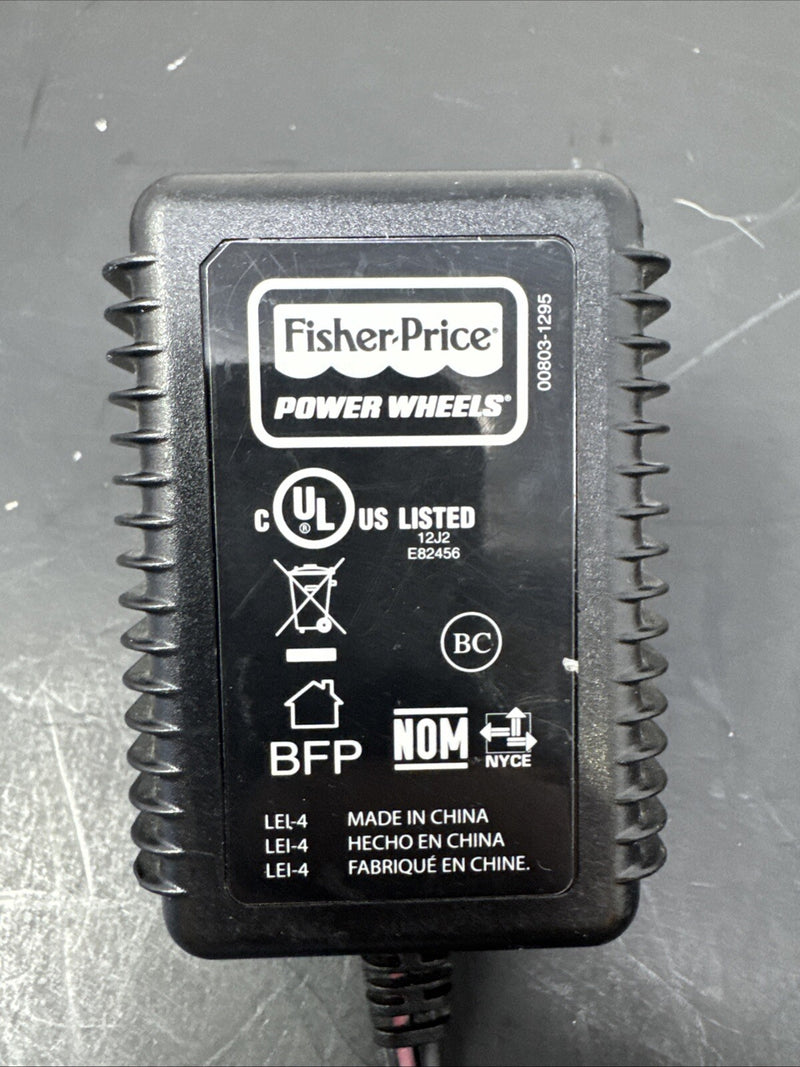 Fisher-Price®
POWER WHEELS®
00803-1295
C UL® US LISTED
12J2
E82456
BC
BFP
NOM
NYCE
LEI-4 MADE IN CHINA
LEI-4 HECHO EN CHINA
LEI-4 FABRIQUÉ EN CHINE.